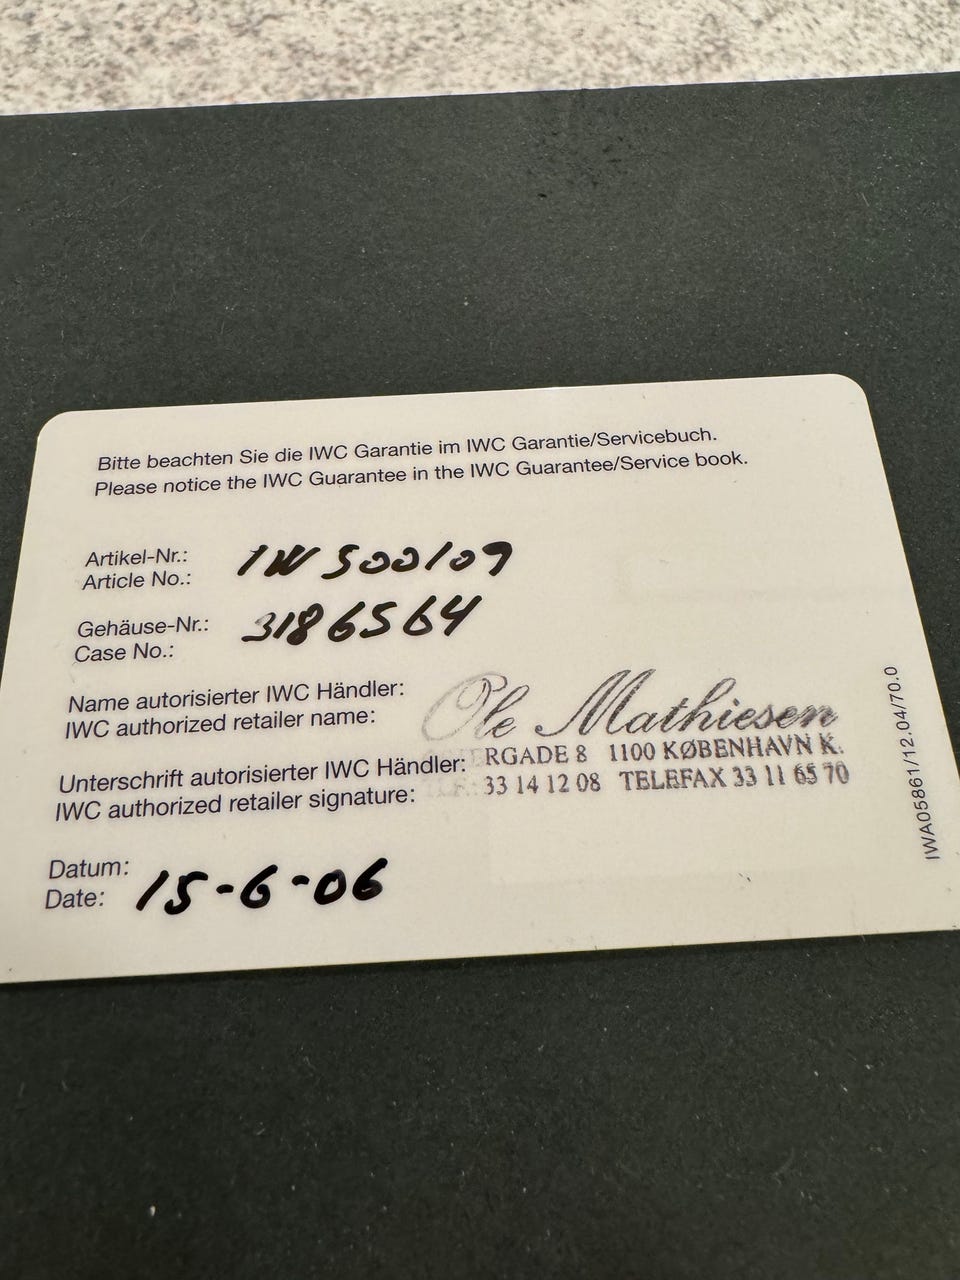 Bitte beachten Sie die IWC Garantie im IWC Garantie/Servicebuch.
Please notice the IWC Guarantee in the IWC Guarantee/Service book.
Artikel-Nr.:
Article No.: IW500109
Gehäuse-Nr.:
Case No.: 3186564
Name autorisierter IWC Händler:
IWC authorized retailer name: Ole Mathiesen
RGADE 8 1100 KØBENHAVN K.
Unterschrift autorisierter IWC Händler:
IWC authorized retailer signature: 33 14 12 08 TELEFAX 33 11 65 70
Datum:
Date: 15-6-06
IWA05861/12.04/70.0